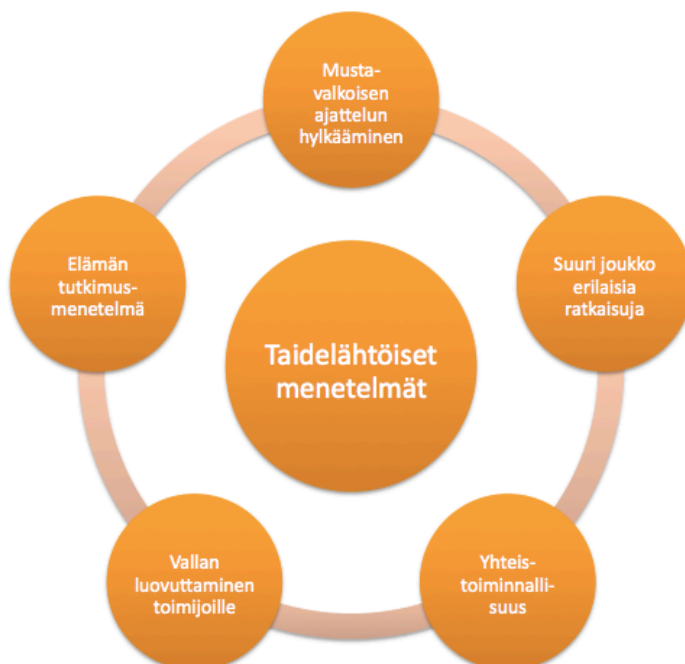 Musta-
valkoisen
ajattelun
hylkääminen
Suuri joukko
erilaisia
ratkaisuja
Yhteis-
toiminnalli-
suus
Vallan
luovuttaminen
toimijoille
Elämän
tutkimus-
menetelmä
Taidelähtöiset
menetelmät